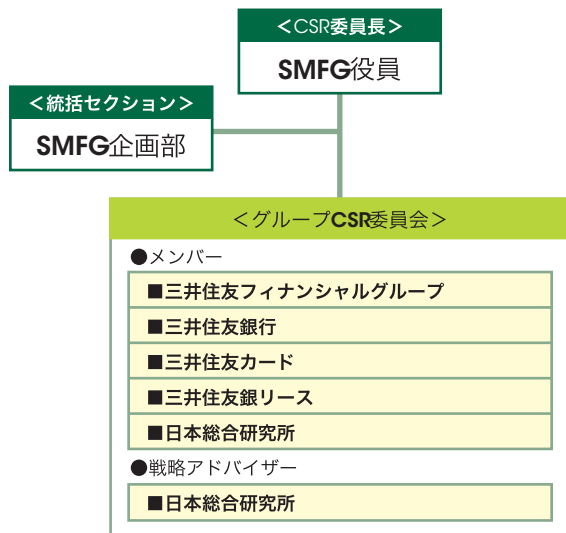 ＜CSR委員長＞
SMFG役員
＜統括セクション＞
SMFG企画部
＜グループCSR委員会＞
●メンバー
■三井住友フィナンシャルグループ
■三井住友銀行
■三井住友カード
■三井住友銀リース
■日本総合研究所
●戦略アドバイザー
■日本総合研究所